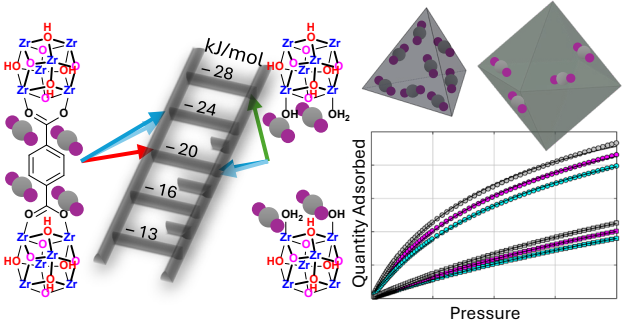 H
Zr O Zr
O Zr
HO Zr OH
Zr Zr
H
O O
O O
Zr Zr
H
O
Zr
HO OH
Zr O Zr
H
kJ/mol
− 28
− 24
− 20
− 16
− 13
H
Zr O Zr
O Zr
HO Zr OH
Zr Zr
H
OH OH₂
OH₂ OH
H
Zr O Zr
O Zr
HO OH
Zr O Zr
H
Quantity Adsorbed
Pressure